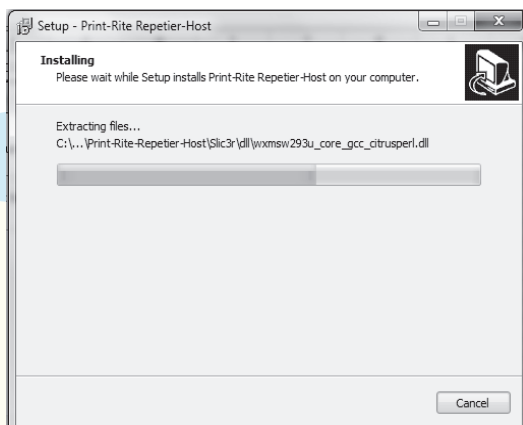 Setup - Print-Rite Repetier-Host
Installing
Please wait while Setup installs Print-Rite Repetier-Host on your computer.
Extracting files...
C:\...\Print-Rite-Repetier-Host\Slic3r\dll\wxmsw293u_core_gcc_citrusperl.dll
Cancel